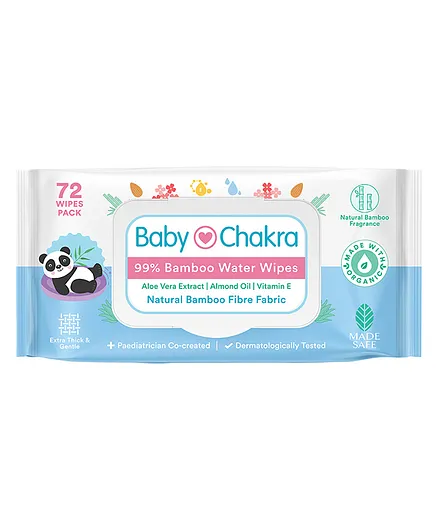 72
WIPES
PACK
Baby Chakra
99% Bamboo Water Wipes
Aloe Vera Extract | Almond Oil | Vitamin E
Natural Bamboo Fibre Fabric
Natural Bamboo
Fragrance
MADE WITH
ORGANIC
Extra Thick &
Gentle
Paediatrician Co-created | Dermatologically Tested
MADE
SAFE